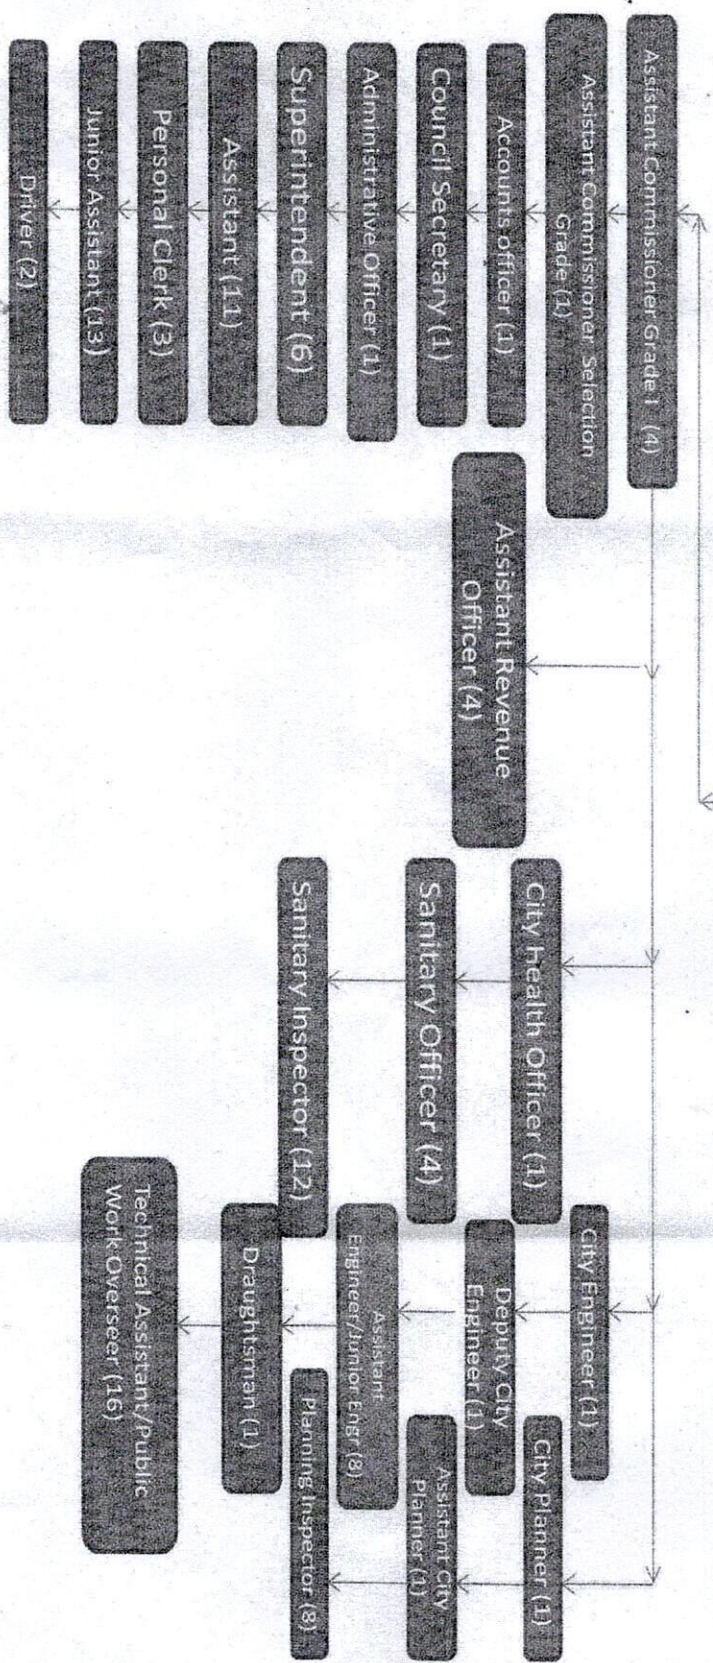 Assistant Commissioner Grade I (4)
Assistant Commissioner Selection
Grade (1)
Accounts officer (1)
Council Secretary (1)
Administrative Officer (1)
Superintendent (6)
Assistant (11)
Personal Clerk (3)
Junior Assistant (13)
Driver (2)
Assistant Revenue
Officer (4)
City Health Officer (1)
Sanitary Officer (4)
Sanitary Inspector (12)
City Engineer (1)
Deputy City
Engineer (1)
Assistant
Engineer/Junior Engr (8)
Draughtsman (1)
Technical Assistant/Public
Work Overseer (16)
City Planner (1)
Assistant City
Planner (1)
Planning Inspector (8)